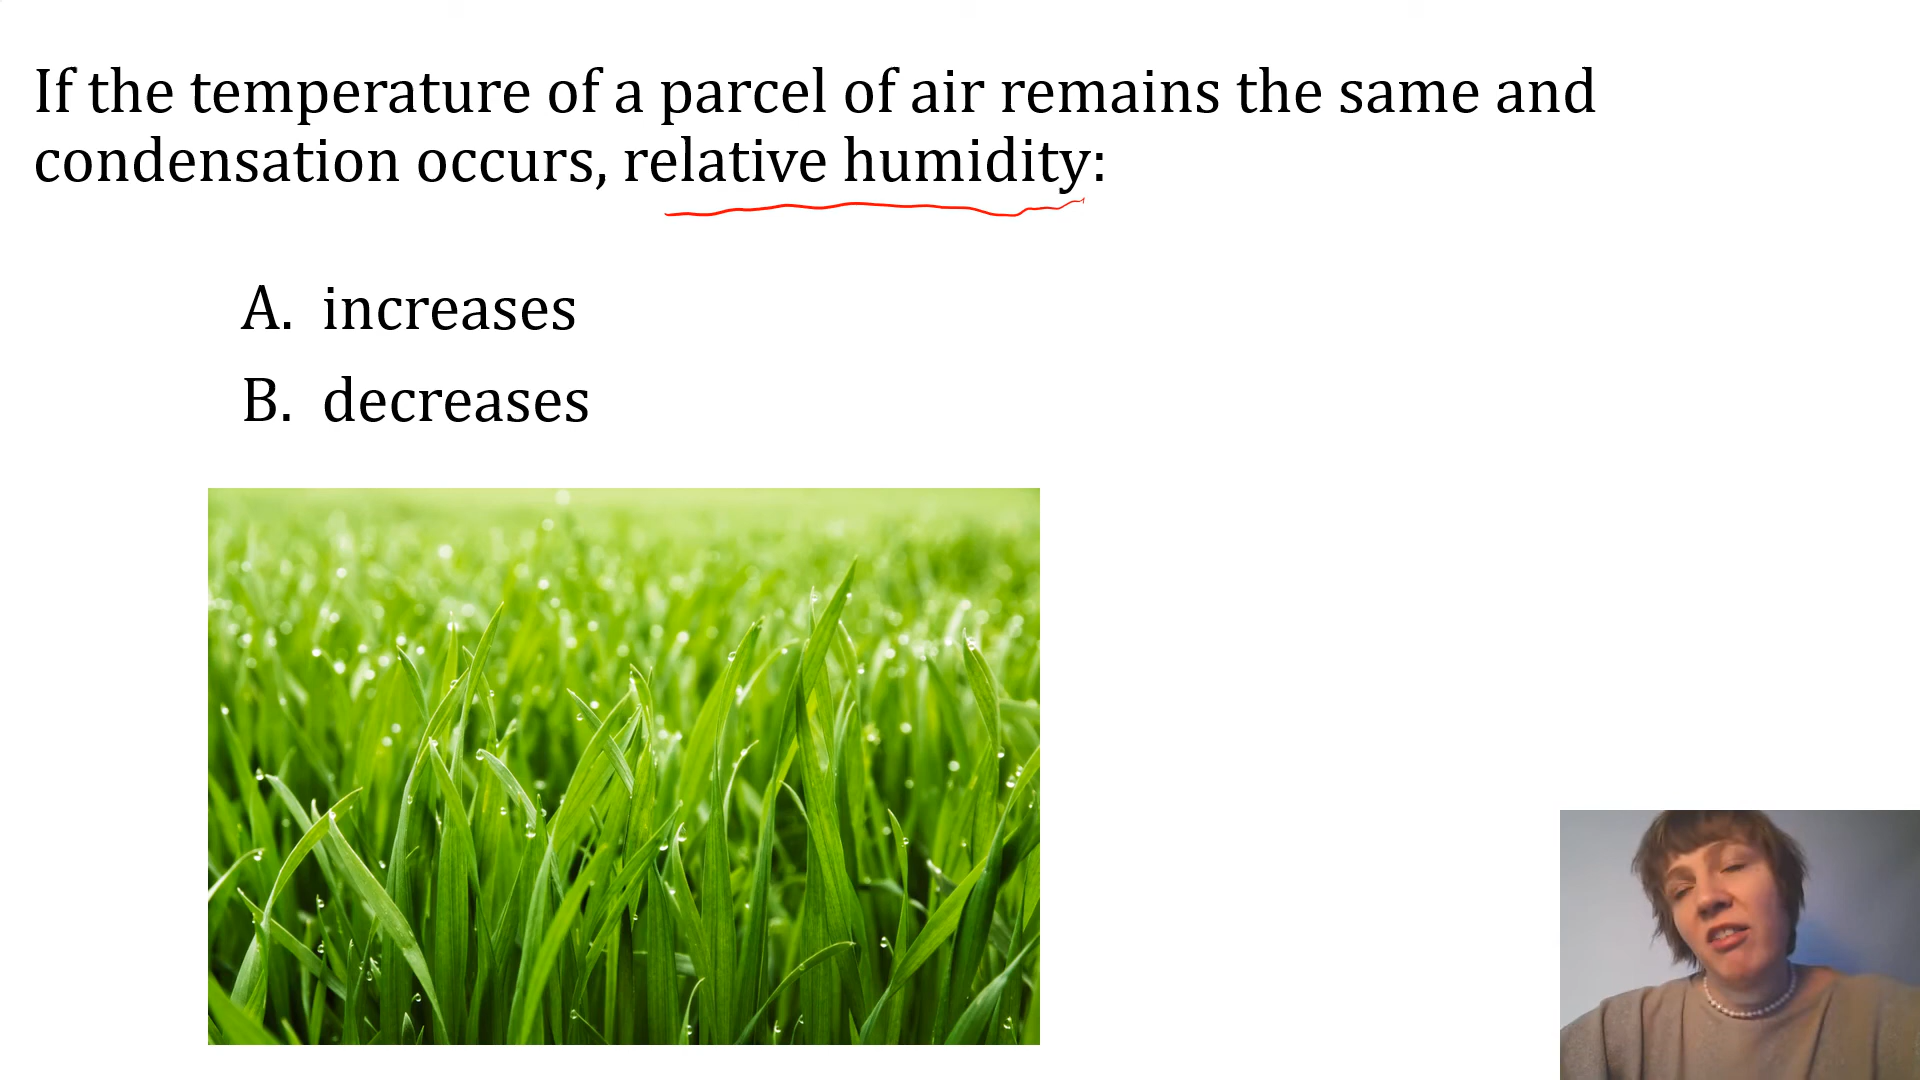 If the temperature of a parcel of air remains the same and
condensation occurs, relative humidity:
A. increases
B. decreases